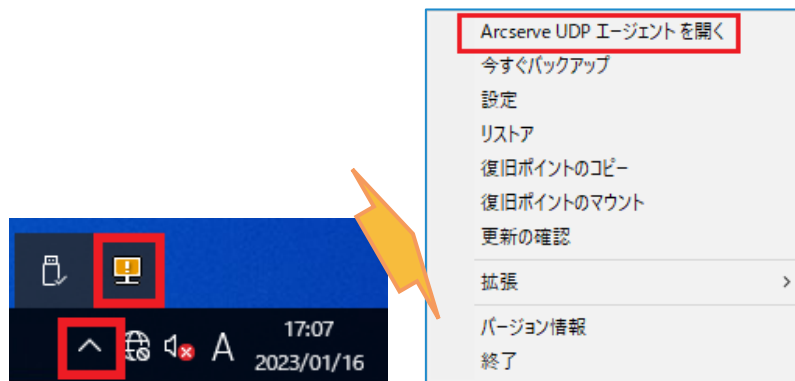 Arcserve UDP エージェント を開く
今すぐバックアップ
設定
リストア
復旧ポイントのコピー
復旧ポイントのマウント
更新の確認
拡張
バージョン情報
終了
A
17:07
2023/01/16